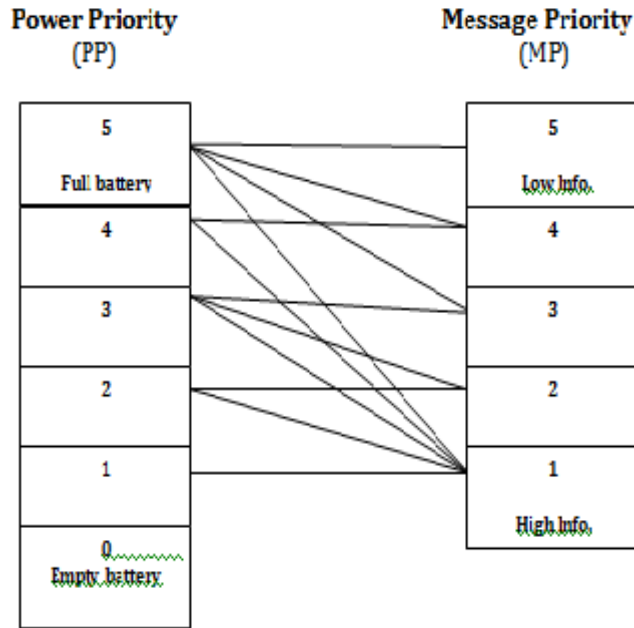 Power Priority
(PP)
5
Full battery
4
3
2
1
0
Empty battery
Message Priority
(MP)
5
Low Info.
4
3
2
1
High Info.